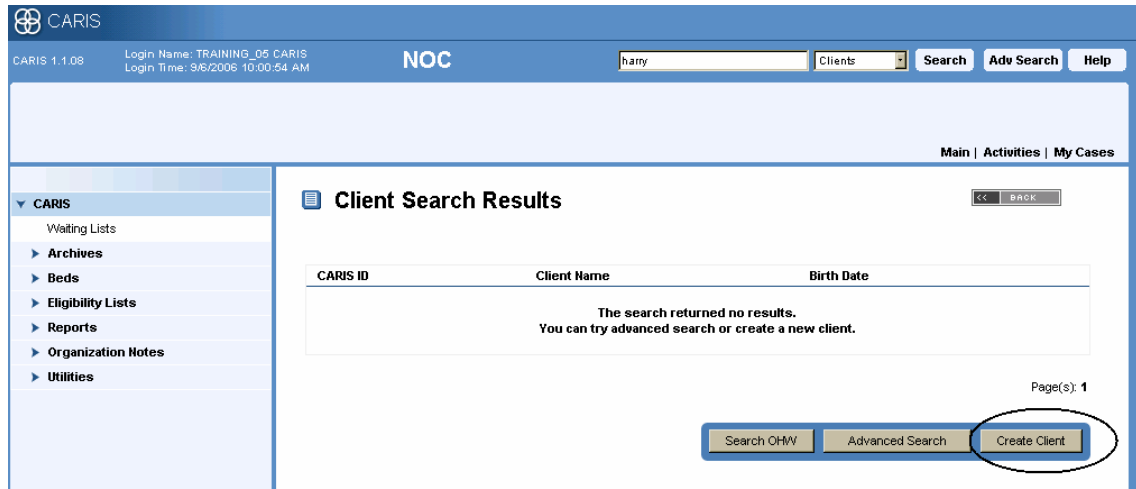 CARIS
CARIS 1.1.08
Login Name: TRAINING_05 CARIS
Login Time: 9/6/2006 10:00:54 AM
NOC
harry
Clients
Search
Adv Search
Help
Main | Activities | My Cases
CARIS
Waiting Lists
Archives
Beds
Eligibility Lists
Reports
Organization Notes
Utilities
Client Search Results
<< BACK
CARIS ID Client Name Birth Date
The search returned no results.
You can try advanced search or create a new client.
Page(s): 1
Search OHW
Advanced Search
Create Client